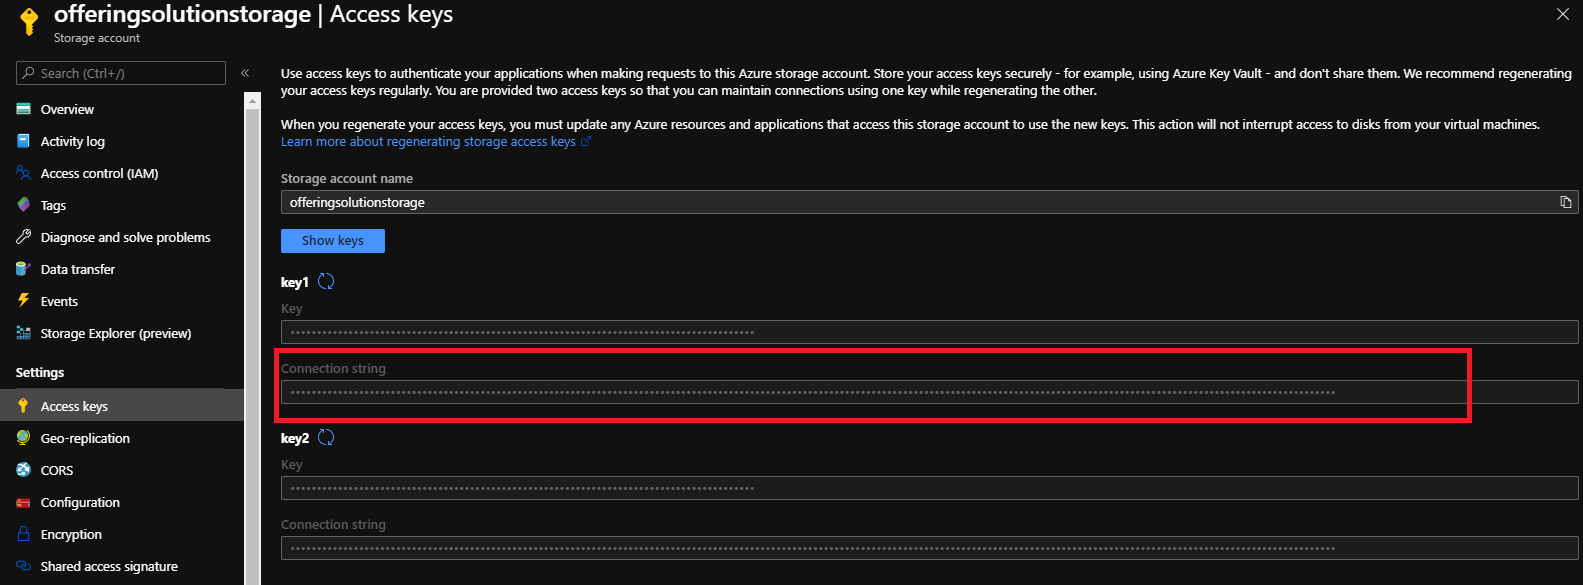 offeringsolutionstorage | Access keys
Storage account
Search (Ctrl+/)
«
Overview
Activity log
Access control (IAM)
Tags
Diagnose and solve problems
Data transfer
Events
Storage Explorer (preview)
Settings
Access keys
Geo-replication
CORS
Configuration
Encryption
Shared access signature
Use access keys to authenticate your applications when making requests to this Azure storage account. Store your access keys securely - for example, using Azure Key Vault - and don't share them. We recommend regenerating
your access keys regularly. You are provided two access keys so that you can maintain connections using one key while regenerating the other.
When you regenerate your access keys, you must update any Azure resources and applications that access this storage account to use the new keys. This action will not interrupt access to disks from your virtual machines.
Learn more about regenerating storage access keys
Storage account name
offeringsolutionstorage
Show keys
key1
Key
Connection string
key2
Key
Connection string